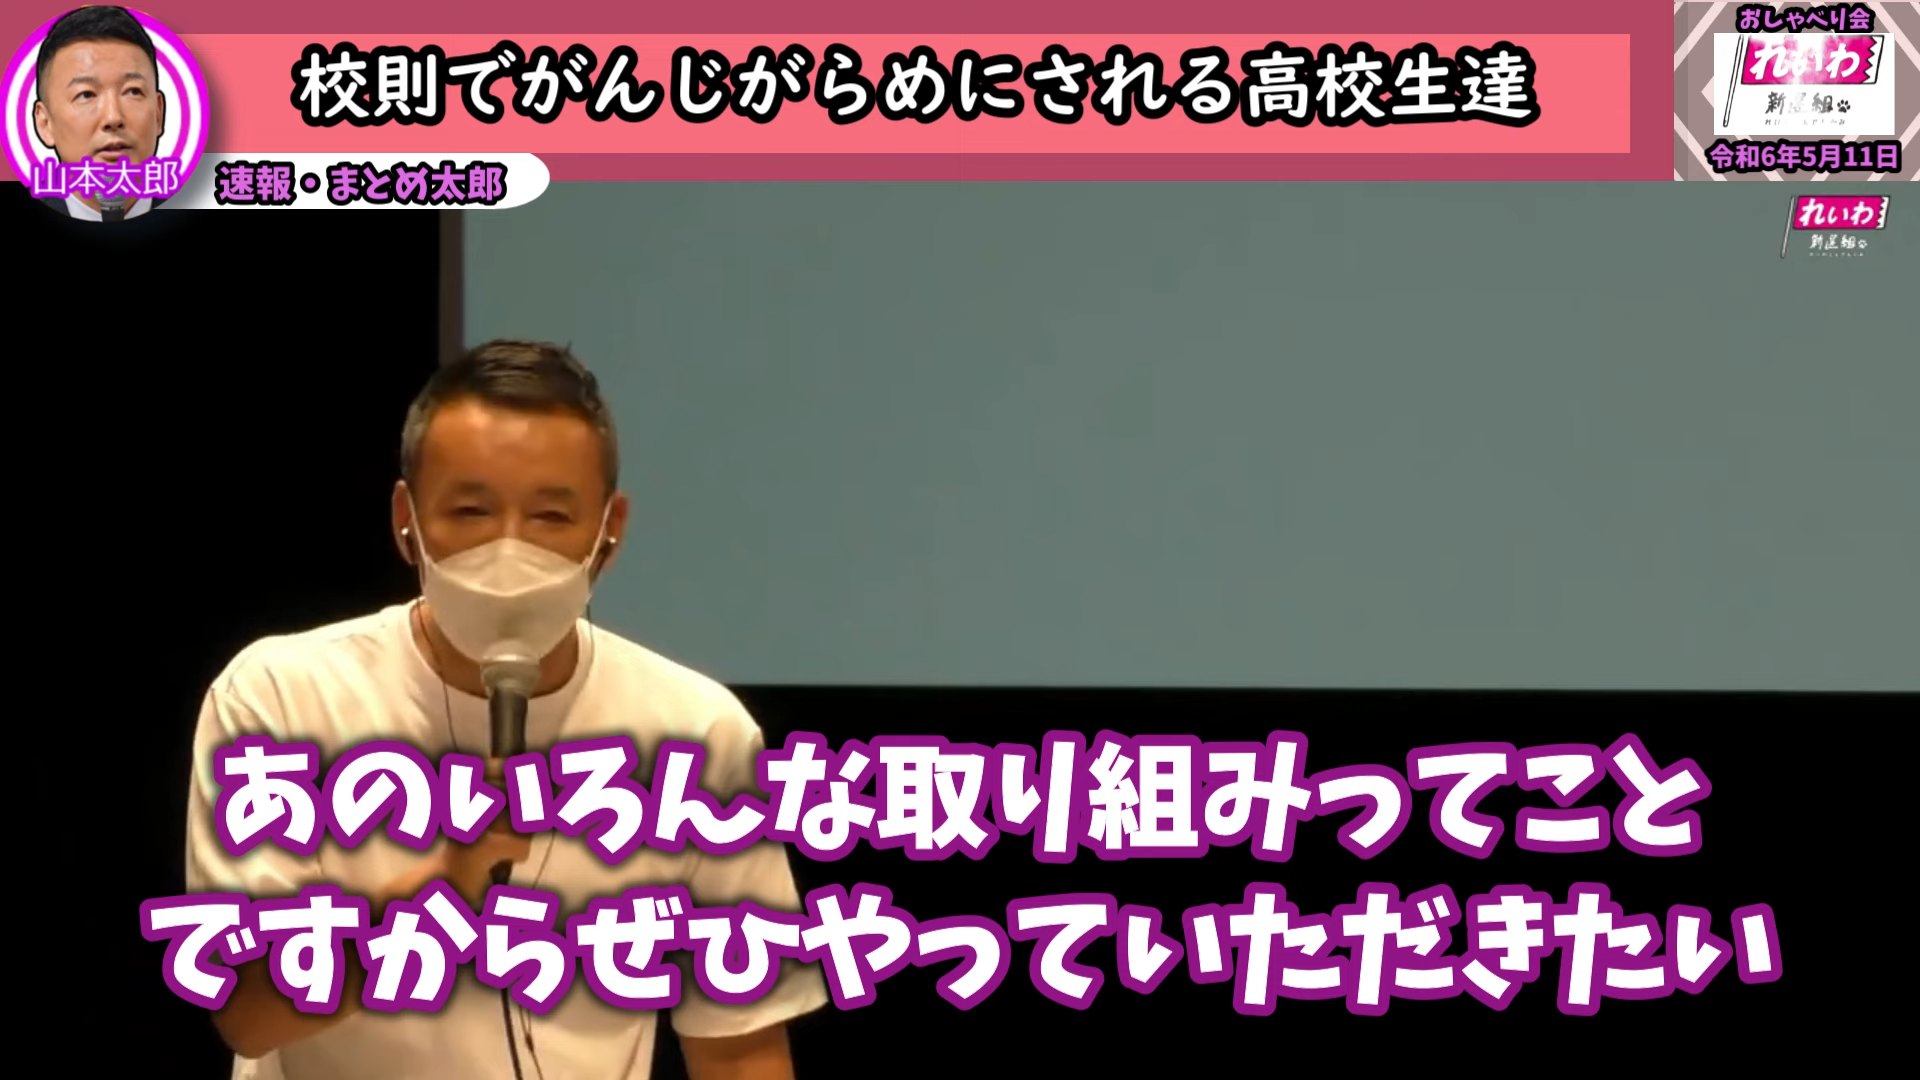 校則でがんじがらめにされる高校生達
山本太郎
速報・まとめ太郎
おしゃべり会
れいわ
新選組
令和6年5月11日
れいわ
新選組
あのいろんな取り組みってこと
ですからぜひやっていただきたい